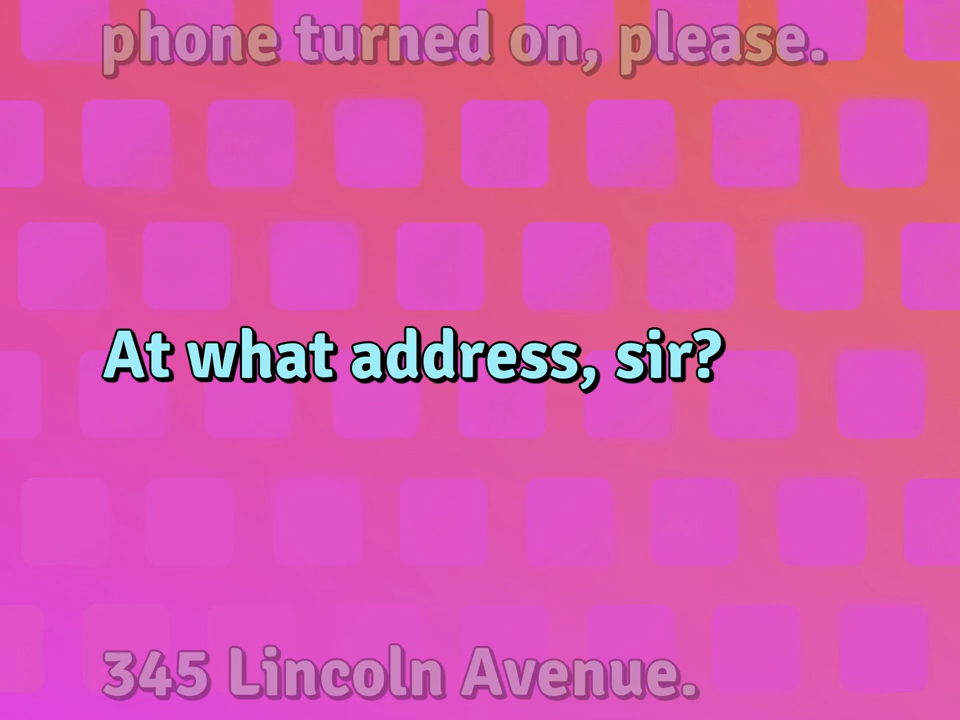 phone turned on, please.
At what address, sir?
345 Lincoln Avenue.